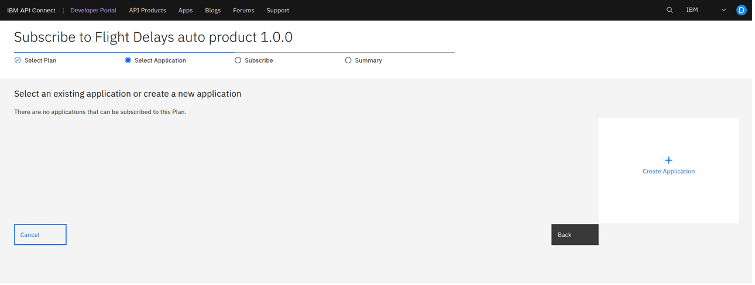 IBM API Connect | Developer Portal API Products Apps Blogs Forums Support IBM D
Subscribe to Flight Delays auto product 1.0.0
Select Plan Select Application Subscribe Summary
Select an existing application or create a new application
There are no applications that can be subscribed to this Plan.
Create Application
Cancel Back